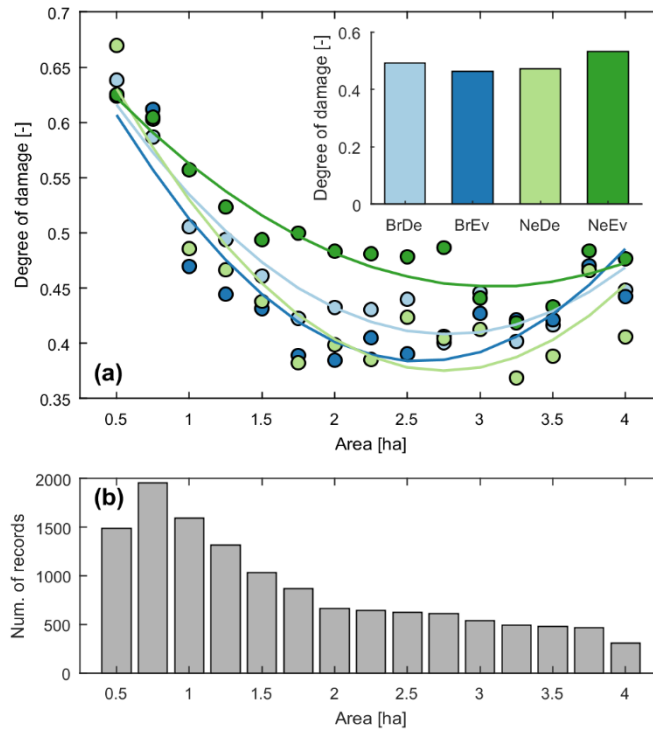 0.7
0.65
0.6
0.55
0.5
0.45
0.4
0.35
Degree of damage [-]
(a)
0.5 1 1.5 2 2.5 3 3.5 4
Area [ha]
0.6
0.4
0.2
0
Degree of damage [-]
BrDe BrEv NeDe NeEv
2000
1500
1000
500
0
Num. of records
(b)
0.5 1 1.5 2 2.5 3 3.5 4
Area [ha]